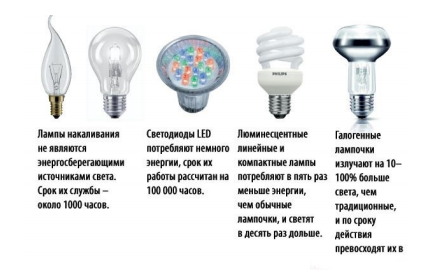 PHILIPS
Лампы накаливания
не являются
энергосберегающими
источниками света.
Срок их службы –
около 1000 часов.
Светодиоды LED
потребляют немного
энергии, срок их
работы рассчитан на
100 000 часов.
Люминесцентные
линейные и
компактные лампы
потребляют в пять раз
меньше энергии,
чем обычные
лампочки, и светят
в десять раз дольше.
Галогенные
лампочки
излучают на 10–
100% больше
света, чем
традиционные,
и по сроку
действия
превосходят их в